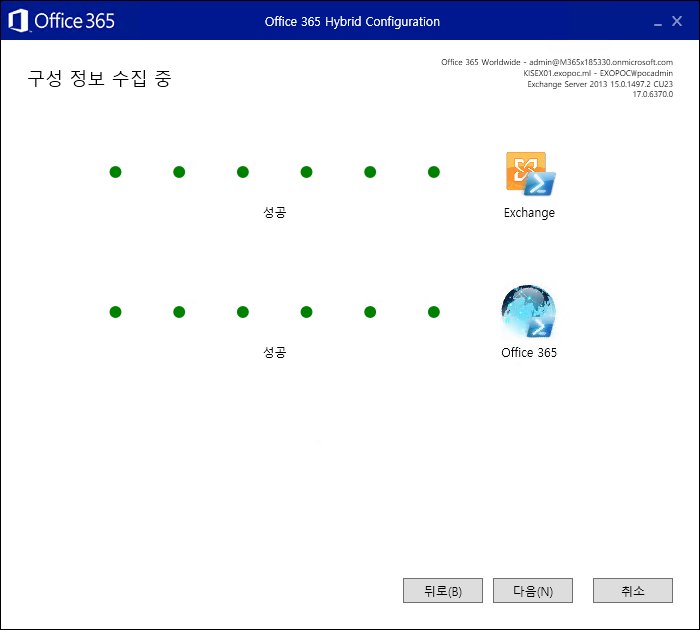 Office 365
Office 365 Hybrid Configuration
구성 정보 수집 중
Office 365 Worldwide - admin@M365x185330.onmicrosoft.com
KISEX01.exopoc.ml - EXOPOC₩pocadmin
Exchange Server 2013 15.0.1497.2 CU23
17.0.6370.0
성공
Exchange
성공
Office 365
뒤로(B)
다음(N)
취소